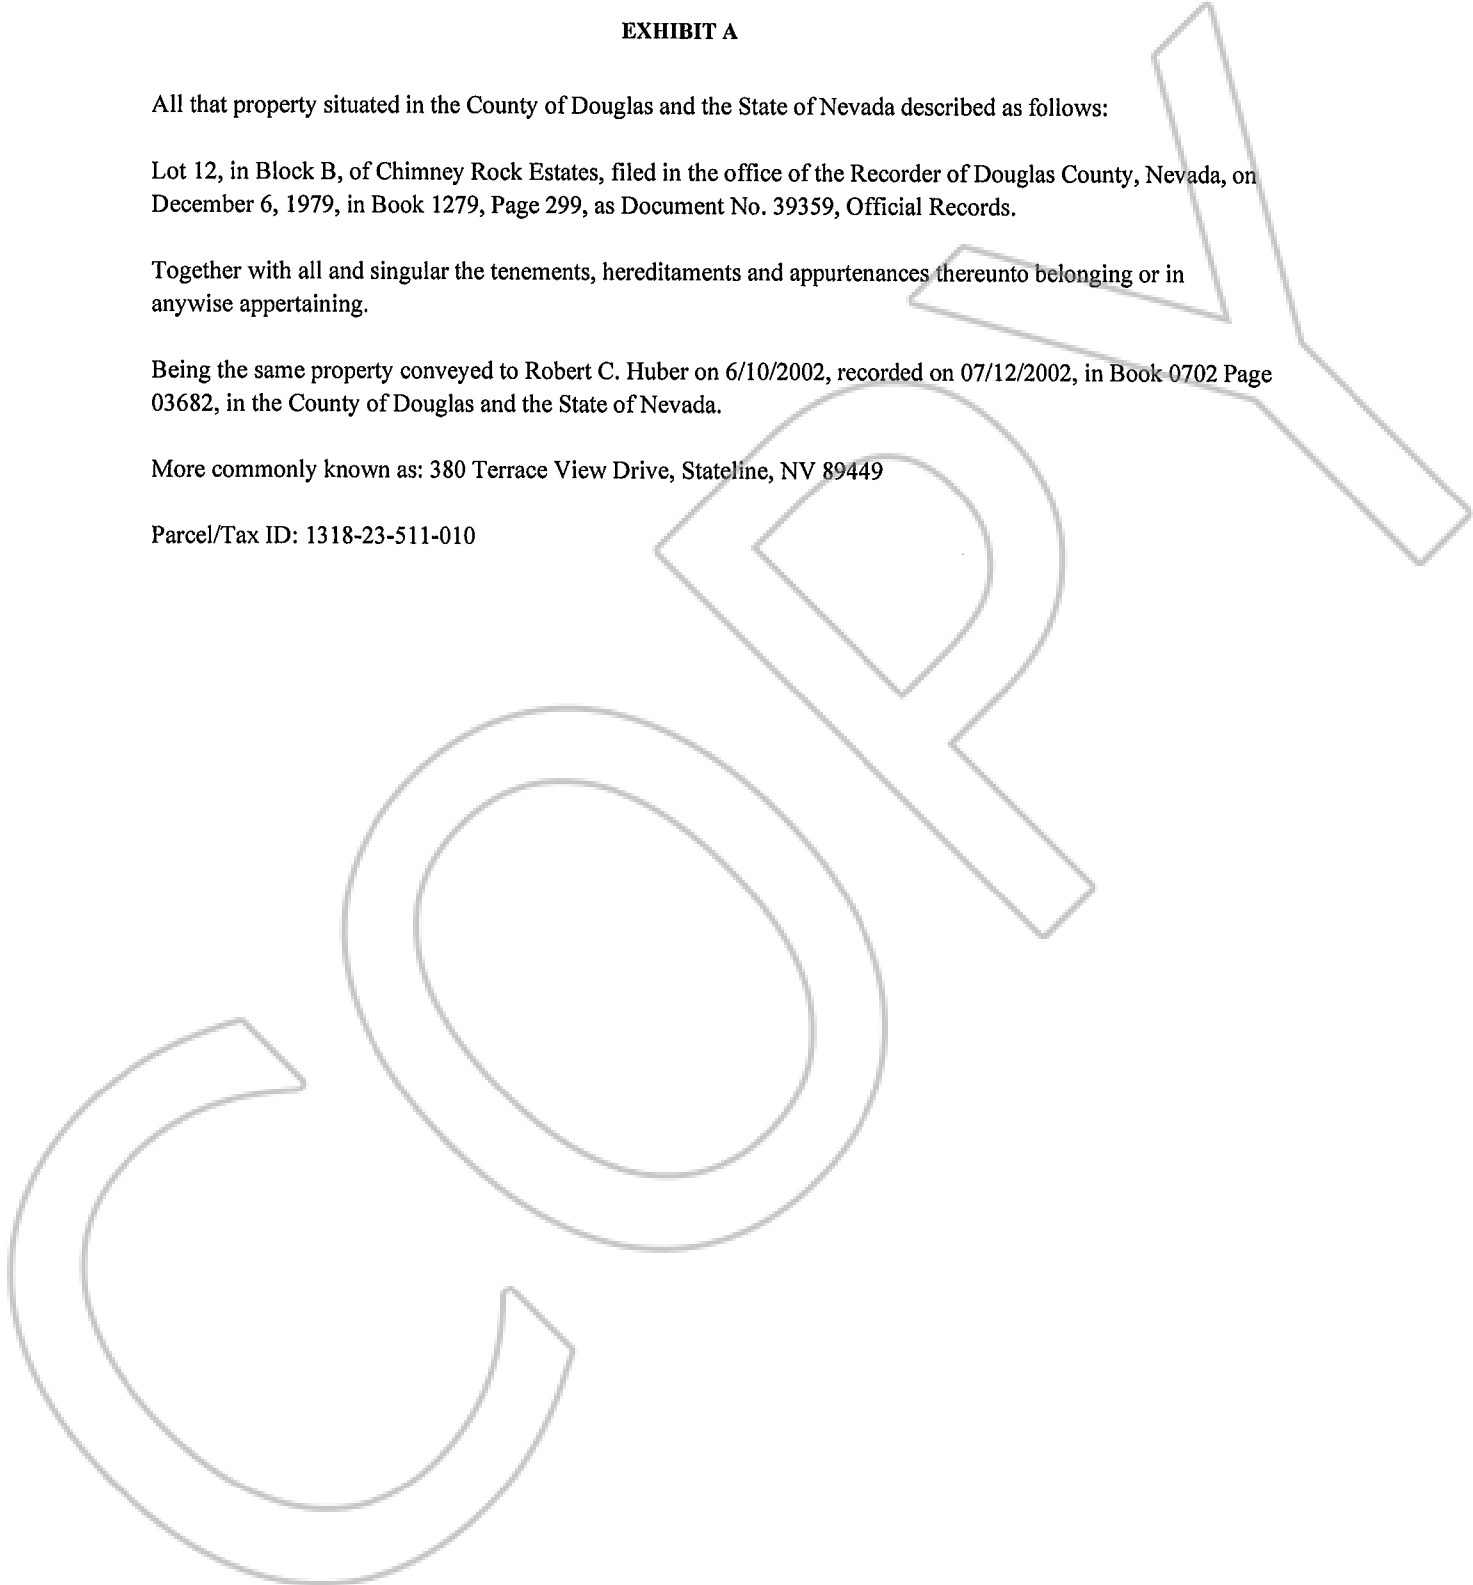 EXHIBIT A
All that property situated in the County of Douglas and the State of Nevada described as follows:
Lot 12, in Block B, of Chimney Rock Estates, filed in the office of the Recorder of Douglas County, Nevada, on
December 6, 1979, in Book 1279, Page 299, as Document No. 39359, Official Records.
Together with all and singular the tenements, hereditaments and appurtenances thereunto belonging or in
anywise appertaining.
Being the same property conveyed to Robert C. Huber on 6/10/2002, recorded on 07/12/2002, in Book 0702 Page
03682, in the County of Douglas and the State of Nevada.
More commonly known as: 380 Terrace View Drive, Stateline, NV 89449
Parcel/Tax ID: 1318-23-511-010
COPY